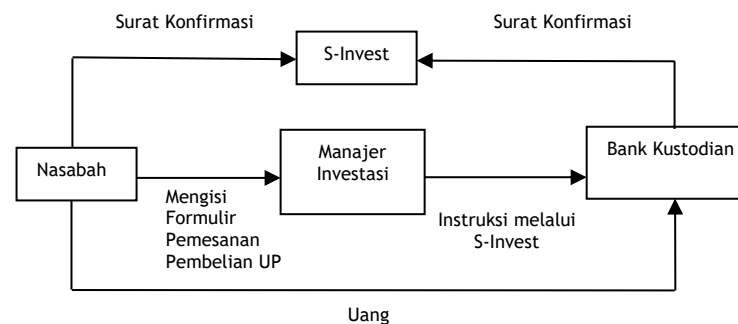 Surat Konfirmasi
Surat Konfirmasi
S-Invest
Nasabah
Manajer
Investasi
Bank Kustodian
Mengisi
Formulir
Pemesanan
Pembelian UP
Instruksi melalui
S-Invest
Uang